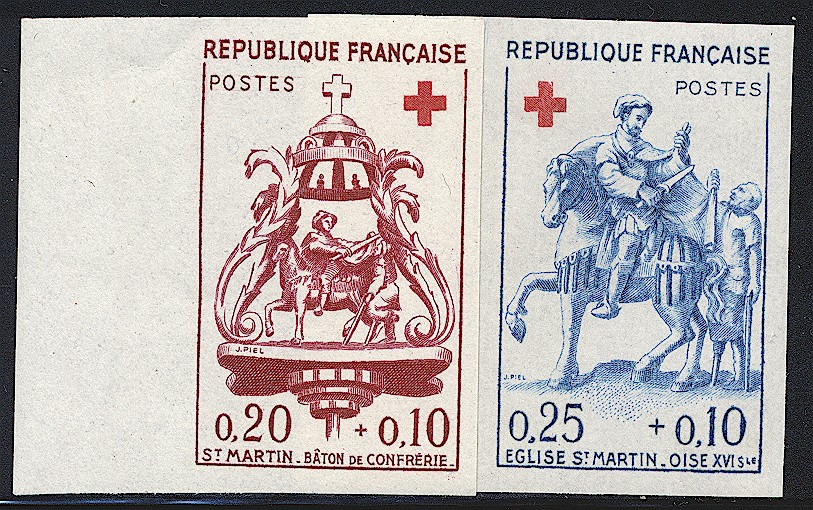 REPUBLIQUE FRANÇAISE
POSTES
J. PIEL
0,20 + 0,10
ST MARTIN - BÂTON DE CONFRÉRIE -
REPUBLIQUE FRANÇAISE
POSTES
J. PIEL
0,25 + 0,10
EGLISE ST MARTIN - OISE XVI SLE